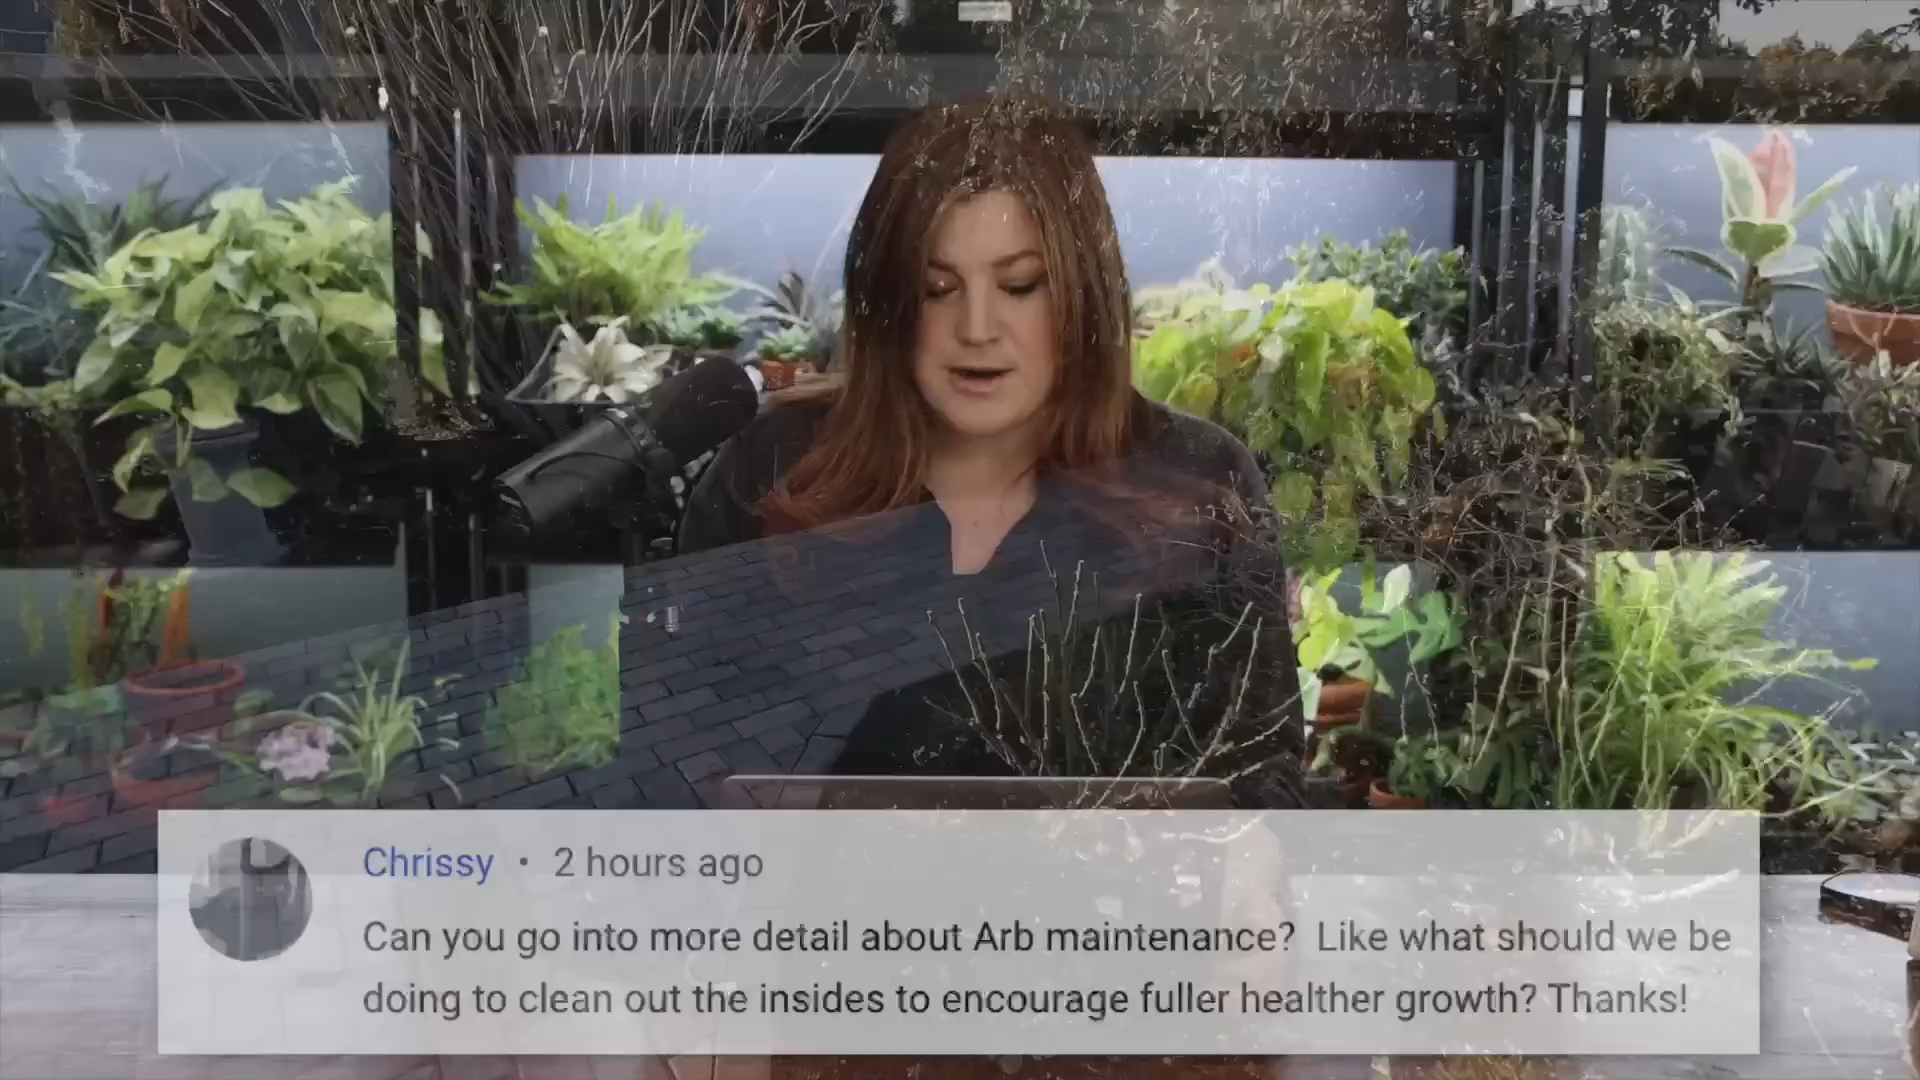 Chrissy • 2 hours ago
Can you go into more detail about Arb maintenance? Like what should we be
doing to clean out the insides to encourage fuller healther growth? Thanks!